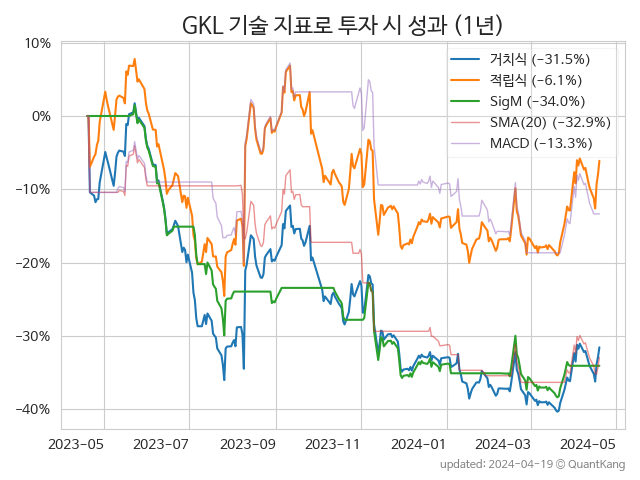 GKL 기술 지표로 투자 시 성과 (1년)
10%
0%
−10%
−20%
−30%
−40%
거치식 (−31.5%)
적립식 (−6.1%)
SigM (−34.0%)
SMA(20) (−32.9%)
MACD (−13.3%)
2023-05 2023-07 2023-09 2023-11 2024-01 2024-03 2024-05
updated: 2024-04-19 © QuantKang